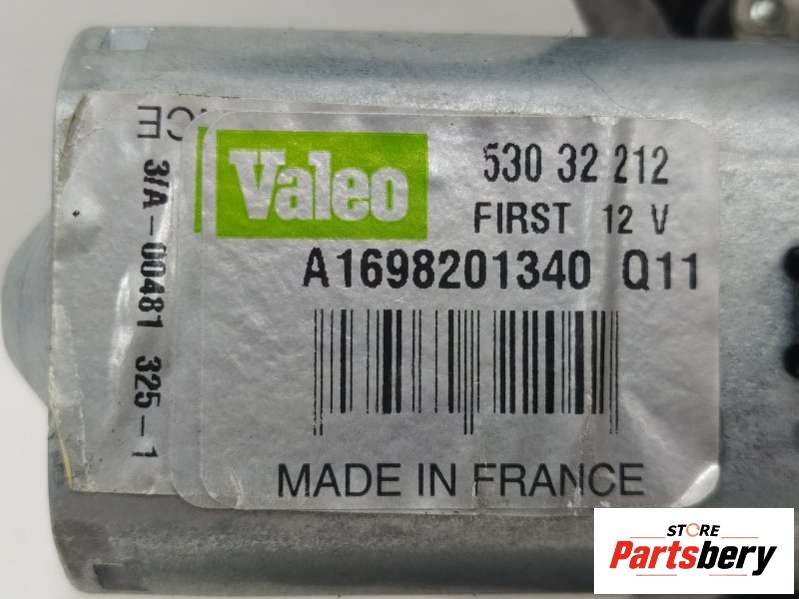 Valeo
530 32 212
FIRST 12 V
A1698201340 Q11
MADE IN FRANCE
3/A-00481 325-1
STORE
Partsbery